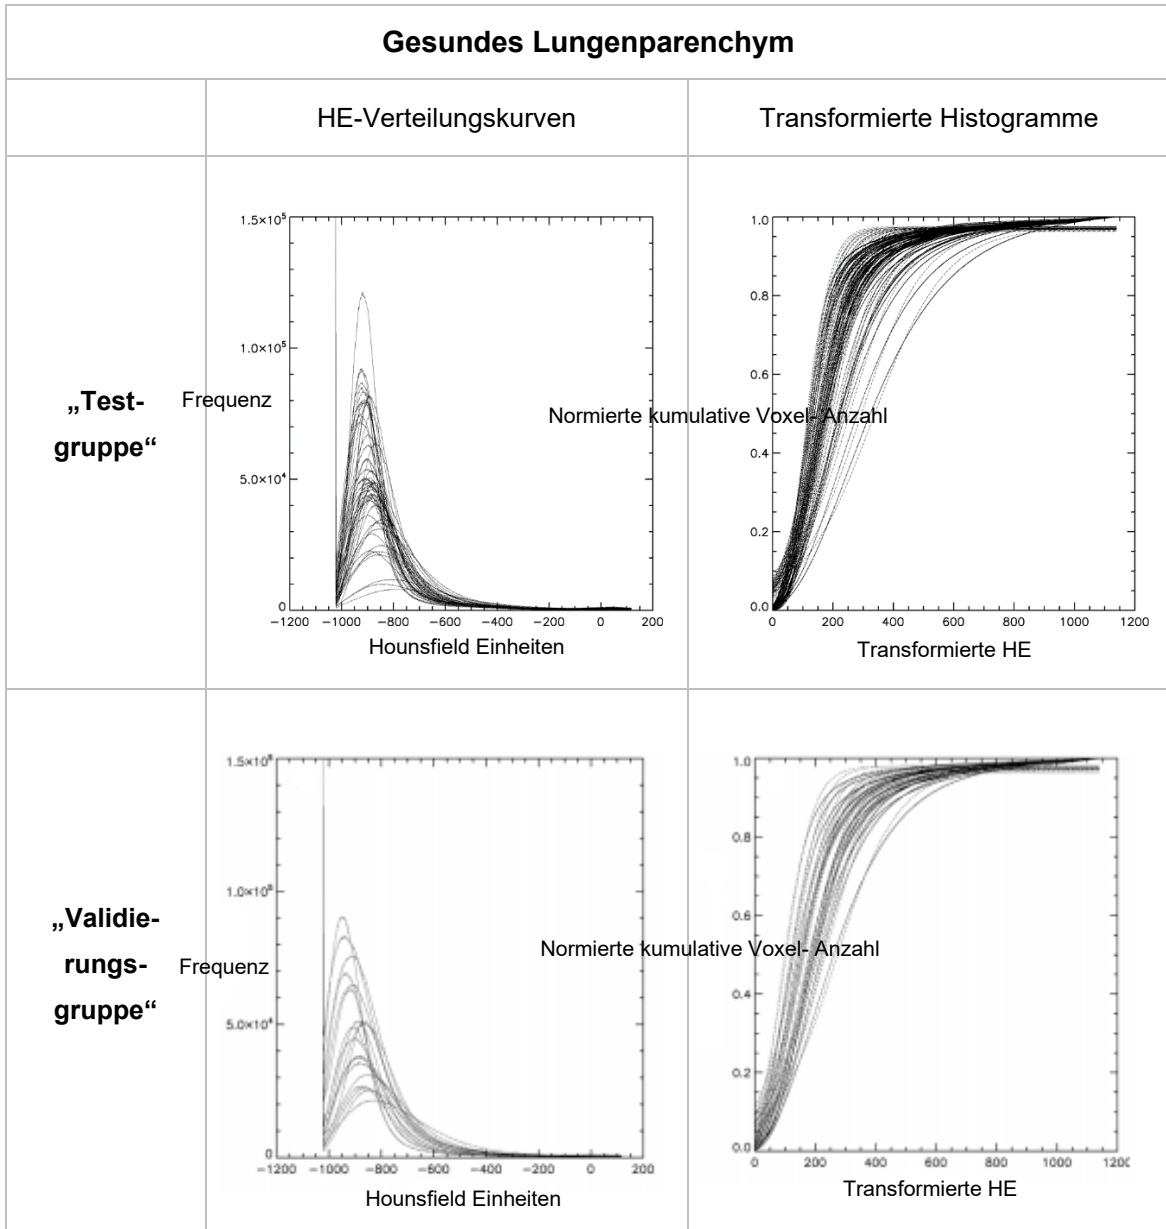 Gesundes Lungenparenchym
HE-Verteilungskurven
Transformierte Histogramme
„Test-
gruppe“
Frequenz
1.5×10⁵
1.0×10⁵
5.0×10⁴
0
−1200 −1000 −800 −600 −400 −200 0 200
Hounsfield Einheiten
Normierte kumulative Voxel- Anzahl
1.0
0.8
0.6
0.4
0.2
0.0
0 200 400 600 800 1000 1200
Transformierte HE
„Validie-
rungs-
gruppe“
Frequenz
1.5×10⁵
1.0×10⁵
5.0×10⁴
0
−1200 −1000 −800 −600 −400 −200 0 200
Hounsfield Einheiten
Normierte kumulative Voxel- Anzahl
1.0
0.8
0.6
0.4
0.2
0.0
0 200 400 600 800 1000 1200
Transformierte HE